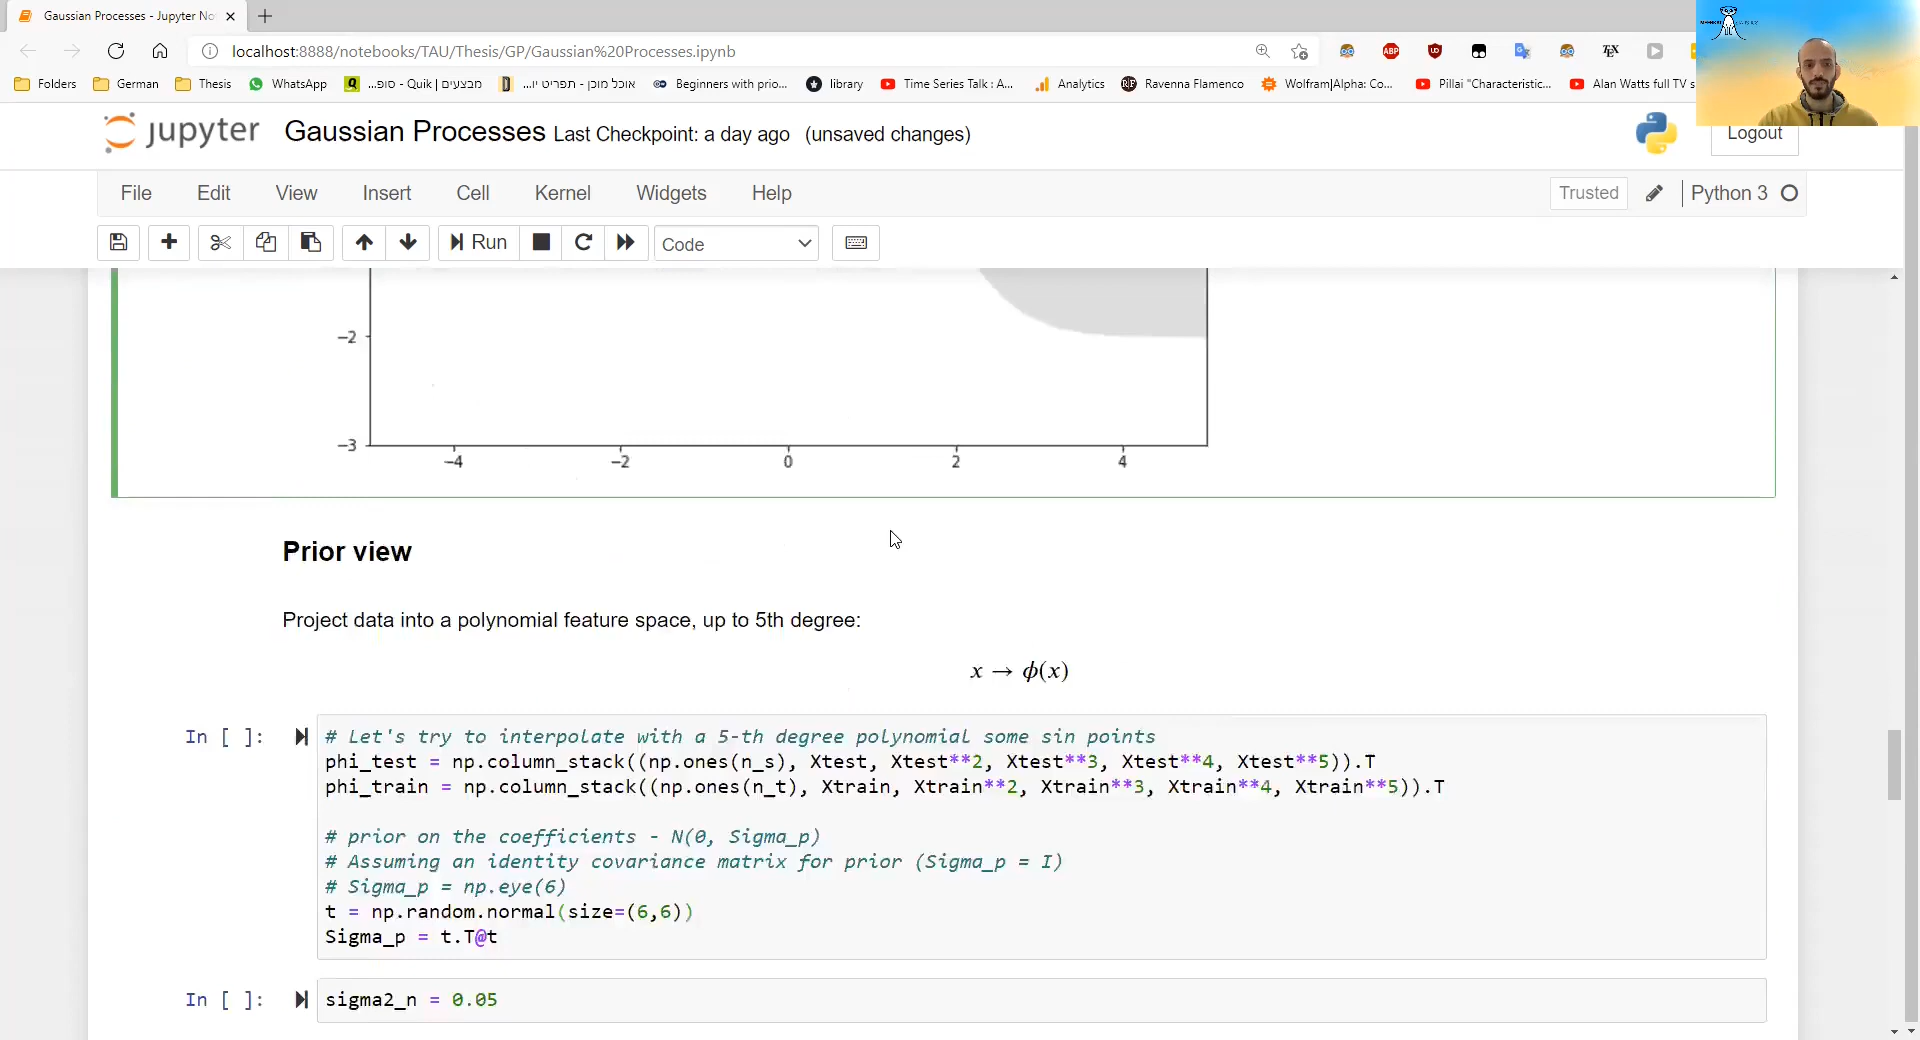 Gaussian Processes - Jupyter No
localhost:8888/notebooks/TAU/Thesis/GP/Gaussian%20Processes.ipynb
Folders German Thesis WhatsApp מבצעים | Quik - סופ... אוכל מוכן - תפריט יו... Beginners with prio... library Time Series Talk : A... Analytics Ravenna Flamenco Wolfram|Alpha: Co... Pillai "Characteristic... Alan Watts full TV s
jupyter Gaussian Processes Last Checkpoint: a day ago (unsaved changes)
Logout
File Edit View Insert Cell Kernel Widgets Help Trusted Python 3
Run Code
−2
−3
−4 −2 0 2 4
Prior view
Project data into a polynomial feature space, up to 5th degree:
x → ϕ(x)
In [ ]: # Let's try to interpolate with a 5-th degree polynomial some sin points
phi_test = np.column_stack((np.ones(n_s), Xtest, Xtest**2, Xtest**3, Xtest**4, Xtest**5)).T
phi_train = np.column_stack((np.ones(n_t), Xtrain, Xtrain**2, Xtrain**3, Xtrain**4, Xtrain**5)).T
# prior on the coefficients - N(0, Sigma_p)
# Assuming an identity covariance matrix for prior (Sigma_p = I)
# Sigma_p = np.eye(6)
t = np.random.normal(size=(6,6))
Sigma_p = t.T@t
In [ ]: sigma2_n = 0.05